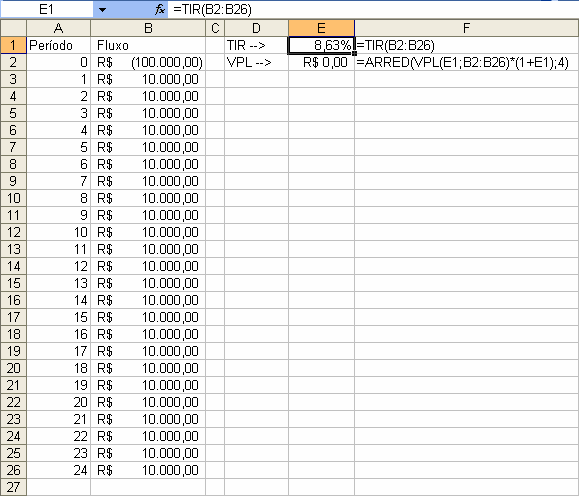 E1 fx =TIR(B2:B26)
A B C D E F
1 Período Fluxo TIR --> 8,63% =TIR(B2:B26)
2 0 R$ (100.000,00) VPL --> R$ 0,00 =ARRED(VPL(E1;B2:B26)*(1+E1);4)
3 1 R$ 10.000,00
4 2 R$ 10.000,00
5 3 R$ 10.000,00
6 4 R$ 10.000,00
7 5 R$ 10.000,00
8 6 R$ 10.000,00
9 7 R$ 10.000,00
10 8 R$ 10.000,00
11 9 R$ 10.000,00
12 10 R$ 10.000,00
13 11 R$ 10.000,00
14 12 R$ 10.000,00
15 13 R$ 10.000,00
16 14 R$ 10.000,00
17 15 R$ 10.000,00
18 16 R$ 10.000,00
19 17 R$ 10.000,00
20 18 R$ 10.000,00
21 19 R$ 10.000,00
22 20 R$ 10.000,00
23 21 R$ 10.000,00
24 22 R$ 10.000,00
25 23 R$ 10.000,00
26 24 R$ 10.000,00
27